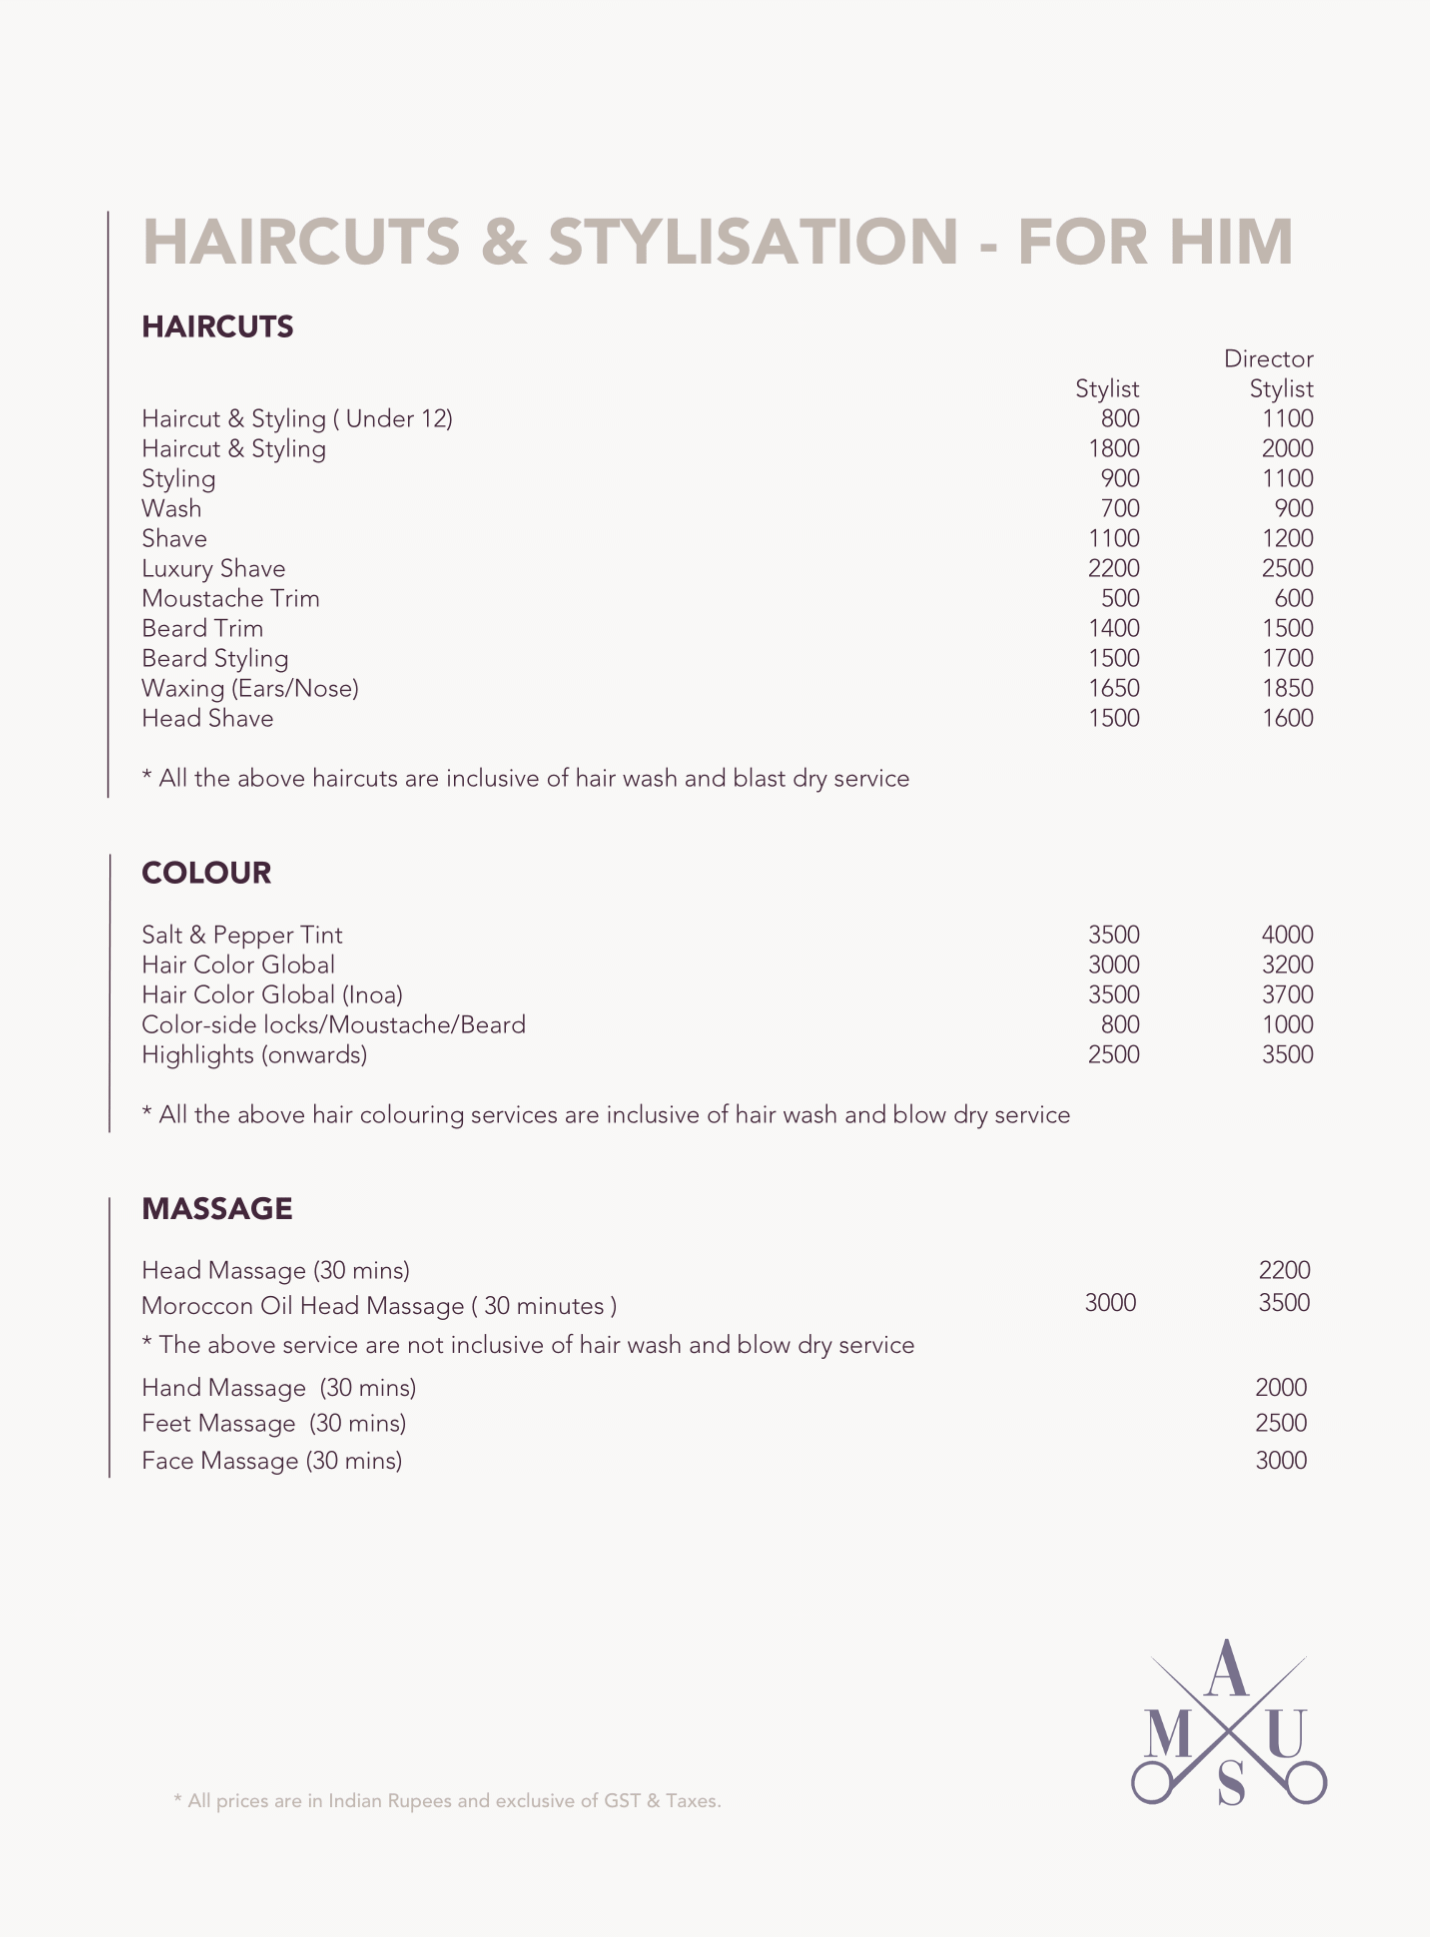 HAIRCUTS & STYLISATION - FOR HIM
HAIRCUTS
Director
Stylist Stylist
Haircut & Styling ( Under 12) 800 1100
Haircut & Styling 1800 2000
Styling 900 1100
Wash 700 900
Shave 1100 1200
Luxury Shave 2200 2500
Moustache Trim 500 600
Beard Trim 1400 1500
Beard Styling 1500 1700
Waxing (Ears/Nose) 1650 1850
Head Shave 1500 1600
* All the above haircuts are inclusive of hair wash and blast dry service
COLOUR
Salt & Pepper Tint 3500 4000
Hair Color Global 3000 3200
Hair Color Global (Inoa) 3500 3700
Color-side locks/Moustache/Beard 800 1000
Highlights (onwards) 2500 3500
* All the above hair colouring services are inclusive of hair wash and blow dry service
MASSAGE
Head Massage (30 mins) 2200
Moroccon Oil Head Massage ( 30 minutes ) 3000 3500
* The above service are not inclusive of hair wash and blow dry service
Hand Massage  (30 mins) 2000
Feet Massage  (30 mins) 2500
Face Massage (30 mins) 3000
A
M U
S
* All prices are in Indian Rupees and exclusive of GST & Taxes.